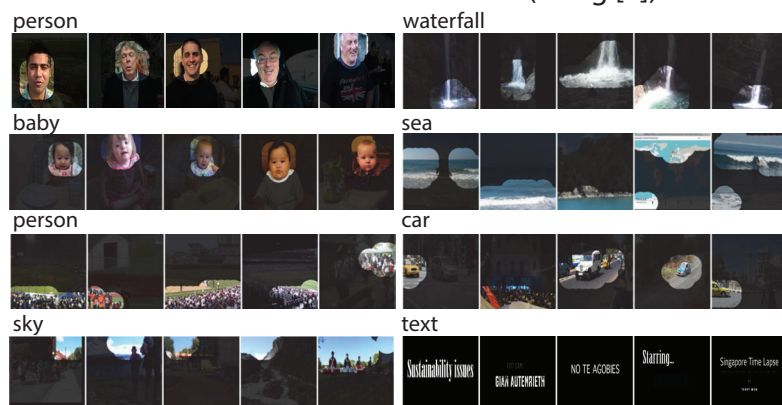 person
waterfall
baby
sea
person
car
sky
text
Sustainability issues
GIAN AUTENRIETH
NO TE AGOBIES
Starring...
Singapore Time Lapse
BY